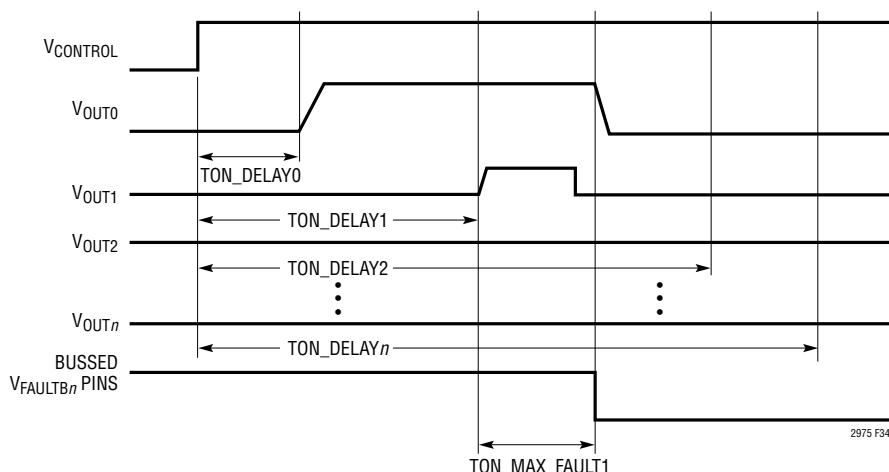 VCONTROL
VOUT0
TON_DELAY0
VOUT1
TON_DELAY1
VOUT2
TON_DELAY2
VOUTn
TON_DELAYn
BUSSED
VFAULTBn PINS
2975 F34
TON_MAX_FAULT1